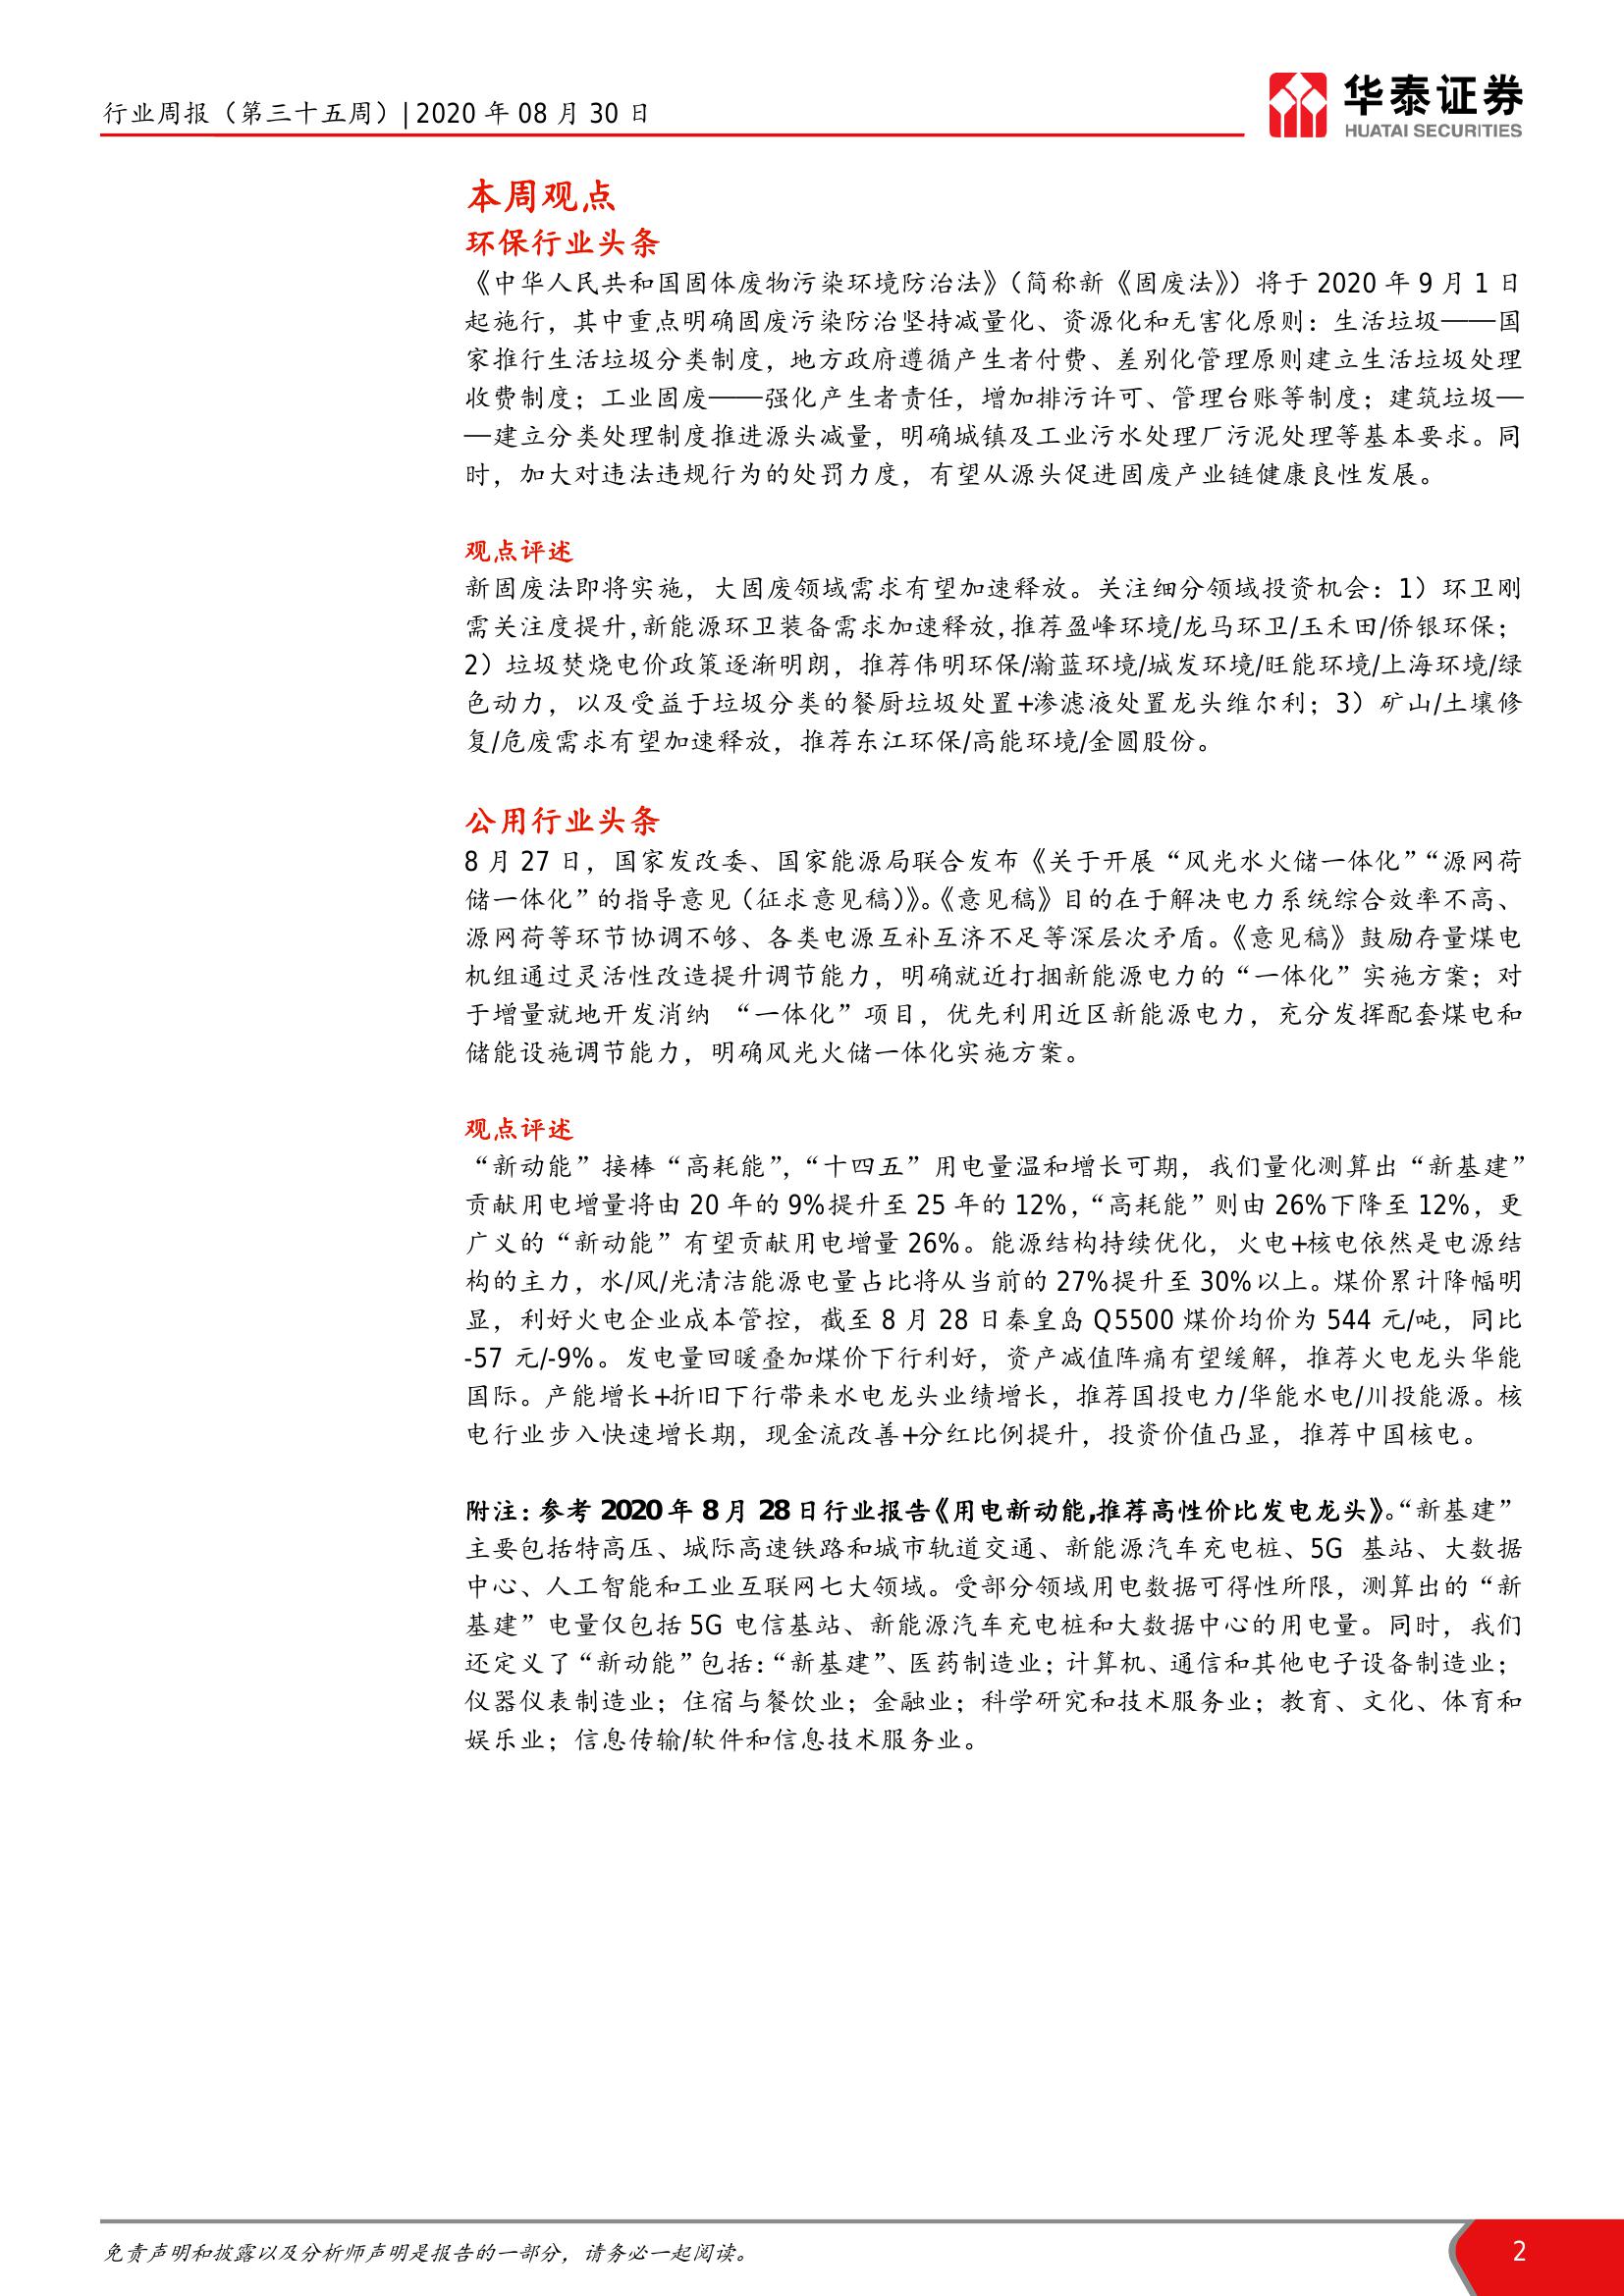 行业周报（第三十五周）| 2020 年 08 月 30 日
华泰证券
HUATAI SECURITIES
本周观点
环保行业头条
《中华人民共和国固体废物污染环境防治法》（简称新《固废法》）将于 2020 年 9 月 1 日
起施行，其中重点明确固废污染防治坚持减量化、资源化和无害化原则：生活垃圾——国
家推行生活垃圾分类制度，地方政府遵循产生者付费、差别化管理原则建立生活垃圾处理
收费制度；工业固废——强化产生者责任，增加排污许可、管理台账等制度；建筑垃圾—
—建立分类处理制度推进源头减量，明确城镇及工业污水处理厂污泥处理等基本要求。同
时，加大对违法违规行为的处罚力度，有望从源头促进固废产业链健康良性发展。
观点评述
新固废法即将实施，大固废领域需求有望加速释放。关注细分领域投资机会：1）环卫刚
需关注度提升，新能源环卫装备需求加速释放，推荐盈峰环境/龙马环卫/玉禾田/侨银环保；
2）垃圾焚烧电价政策逐渐明朗，推荐伟明环保/瀚蓝环境/城发环境/旺能环境/上海环境/绿
色动力，以及受益于垃圾分类的餐厨垃圾处置+渗滤液处置龙头维尔利；3）矿山/土壤修
复/危废需求有望加速释放，推荐东江环保/高能环境/金圆股份。
公用行业头条
8 月 27 日，国家发改委、国家能源局联合发布《关于开展“风光水火储一体化”“源网荷
储一体化”的指导意见（征求意见稿）》。《意见稿》目的在于解决电力系统综合效率不高、
源网荷等环节协调不够、各类电源互补互济不足等深层次矛盾。《意见稿》鼓励存量煤电
机组通过灵活性改造提升调节能力，明确就近打捆新能源电力的“一体化”实施方案；对
于增量就地开发消纳 “一体化”项目，优先利用近区新能源电力，充分发挥配套煤电和
储能设施调节能力，明确风光火储一体化实施方案。
观点评述
“新动能”接棒“高耗能”，“十四五”用电量温和增长可期，我们量化测算出“新基建”
贡献用电增量将由 20 年的 9%提升至 25 年的 12%，“高耗能”则由 26%下降至 12%，更
广义的“新动能”有望贡献用电增量 26%。能源结构持续优化，火电+核电依然是电源结
构的主力，水/风/光清洁能源电量占比将从当前的 27%提升至 30%以上。煤价累计降幅明
显，利好火电企业成本管控，截至 8 月 28 日秦皇岛 Q5500 煤价均价为 544 元/吨，同比
-57 元/-9%。发电量回暖叠加煤价下行利好，资产减值阵痛有望缓解，推荐火电龙头华能
国际。产能增长+折旧下行带来水电龙头业绩增长，推荐国投电力/华能水电/川投能源。核
电行业步入快速增长期，现金流改善+分红比例提升，投资价值凸显，推荐中国核电。
附注：参考 2020 年 8 月 28 日行业报告《用电新动能,推荐高性价比发电龙头》。“新基建”
主要包括特高压、城际高速铁路和城市轨道交通、新能源汽车充电桩、5G 基站、大数据
中心、人工智能和工业互联网七大领域。受部分领域用电数据可得性所限，测算出的“新
基建”电量仅包括 5G 电信基站、新能源汽车充电桩和大数据中心的用电量。同时，我们
还定义了“新动能”包括：“新基建”、医药制造业；计算机、通信和其他电子设备制造业；
仪器仪表制造业；住宿与餐饮业；金融业；科学研究和技术服务业；教育、文化、体育和
娱乐业；信息传输/软件和信息技术服务业。
免责声明和披露以及分析师声明是报告的一部分，请务必一起阅读。
2